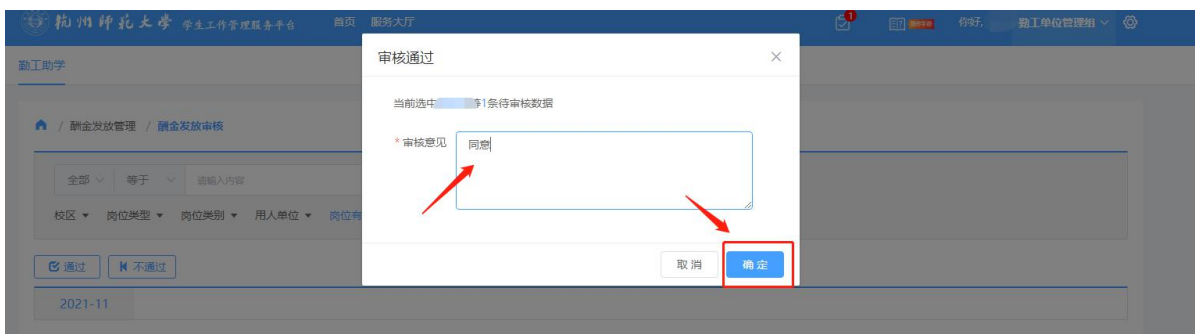 杭州师范大学 学生工作管理服务平台 首页 服务大厅 1 你好, 勤工单位管理组
勤工助学
审核通过
当前选中 等1条待审核数据
/ 酬金发放管理 / 酬金发放审核
* 审核意见 同意
全部 等于 请输入内容
校区 岗位类型 岗位类别 用人单位 岗位有
取消 确定
通过 不通过
2021-11